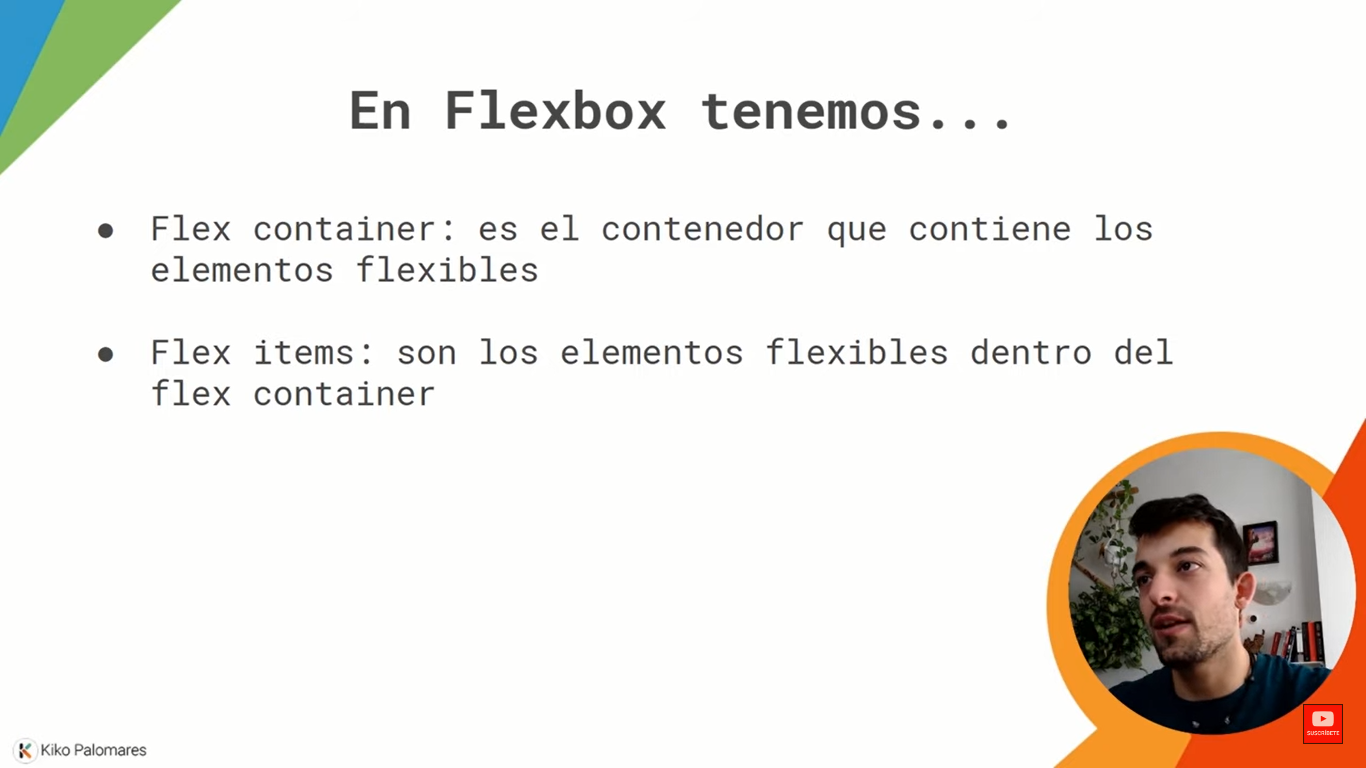 En Flexbox tenemos...
● Flex container: es el contenedor que contiene los
elementos flexibles
● Flex items: son los elementos flexibles dentro del
flex container
Kiko Palomares
SUSCRÍBETE